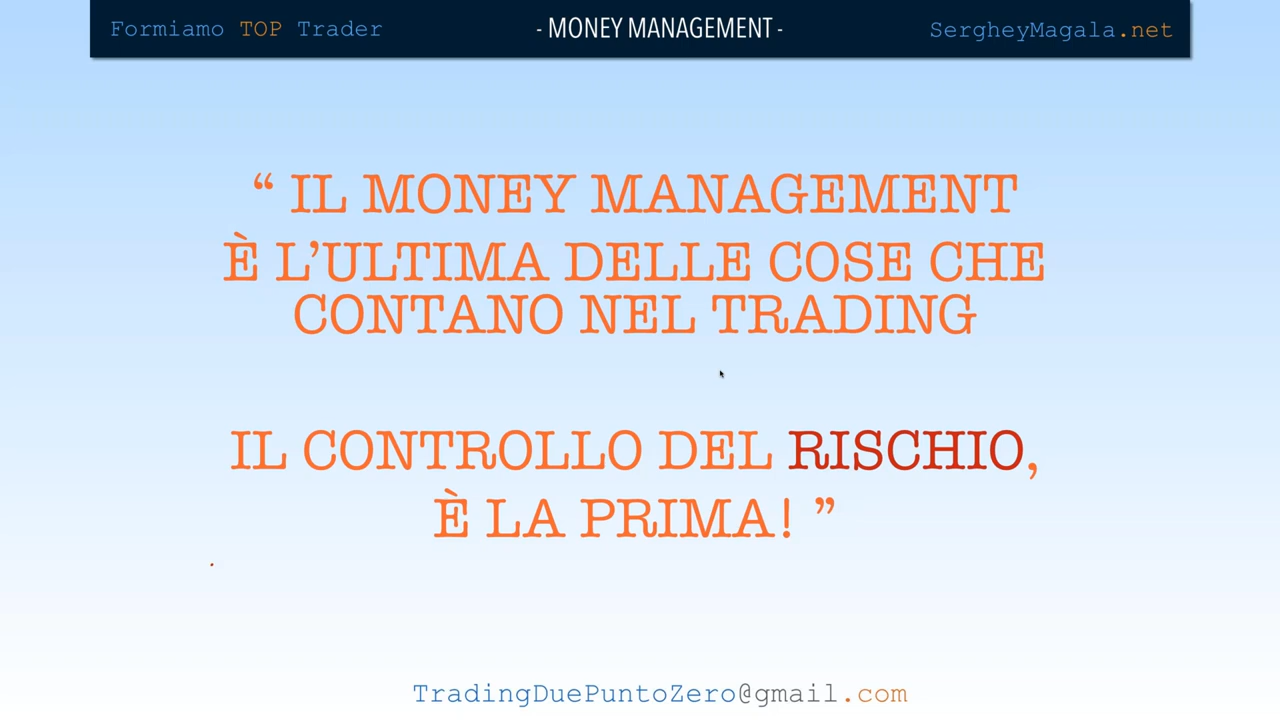 Formiamo TOP Trader
- MONEY MANAGEMENT -
SergheyMagala.net
“ IL MONEY MANAGEMENT
È L’ULTIMA DELLE COSE CHE
CONTANO NEL TRADING
IL CONTROLLO DEL RISCHIO,
È LA PRIMA! ”
TradingDuePuntoZero@gmail.com